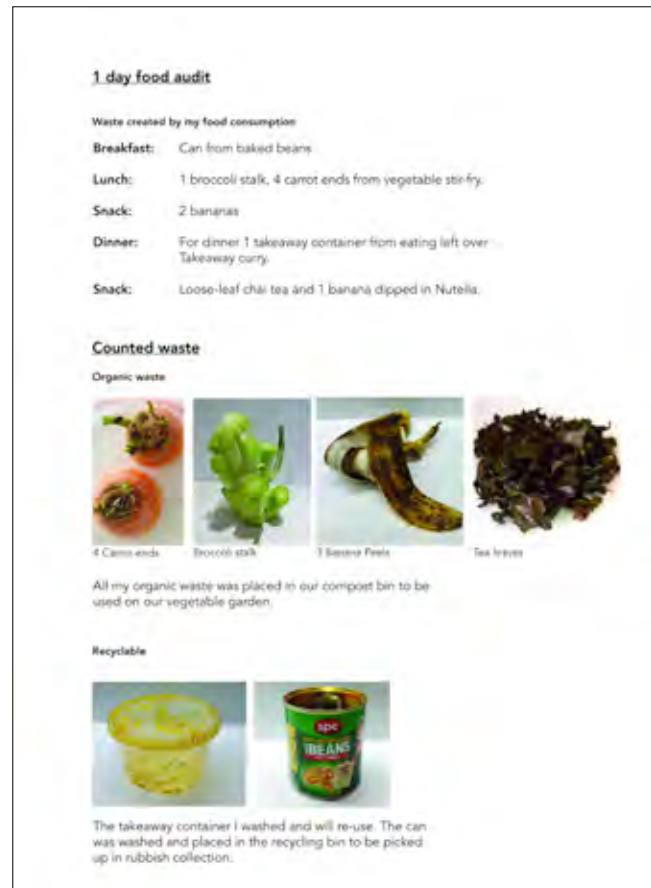 1 day food audit
Waste created by my food consumption
Breakfast: Can from baked beans
Lunch: 1 broccoli stalk, 4 carrot ends from vegetable stir-fry.
Snack: 2 bananas
Dinner: For dinner 1 takeaway container from eating left over
Takeaway curry.
Snack: Loose-leaf chai tea and 1 banana dipped in Nutella.
Counted waste
Organic waste
4 Carrot ends Broccoli stalk 3 Banana Peels Tea leaves
All my organic waste was placed in our compost bin to be
used on our vegetable garden.
Recyclable
spc
BEANS
The takeaway container I washed and will re-use. The can
was washed and placed in the recycling bin to be picked
up in rubbish collection.